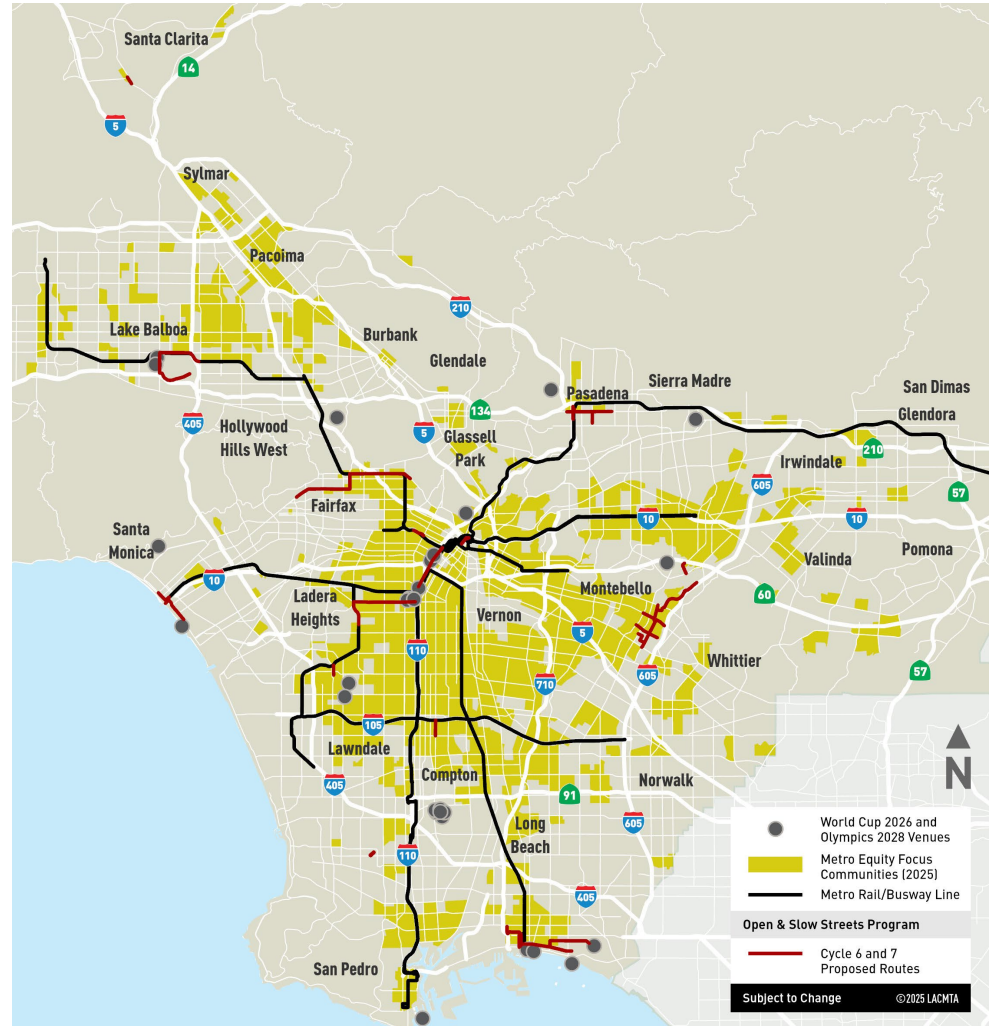 Santa Clarita
14
5
Sylmar
Pacoima
210
Lake Balboa
Burbank
Glendale
Pasadena
Sierra Madre
San Dimas
Glendora
134
405
Hollywood
Hills West
5
Glassell
Park
210
Irwindale
605
57
Fairfax
10
10
Santa
Monica
Valinda
Pomona
10
Ladera
Heights
Vernon
Montebello
60
5
110
Whittier
605
57
710
105
Lawndale
405
Compton
Norwalk
91
Long
Beach
605
110
405
San Pedro
N
World Cup 2026 and
Olympics 2028 Venues
Metro Equity Focus
Communities (2025)
Metro Rail/Busway Line
Open & Slow Streets Program
Cycle 6 and 7
Proposed Routes
Subject to Change ©2025 LACMTA